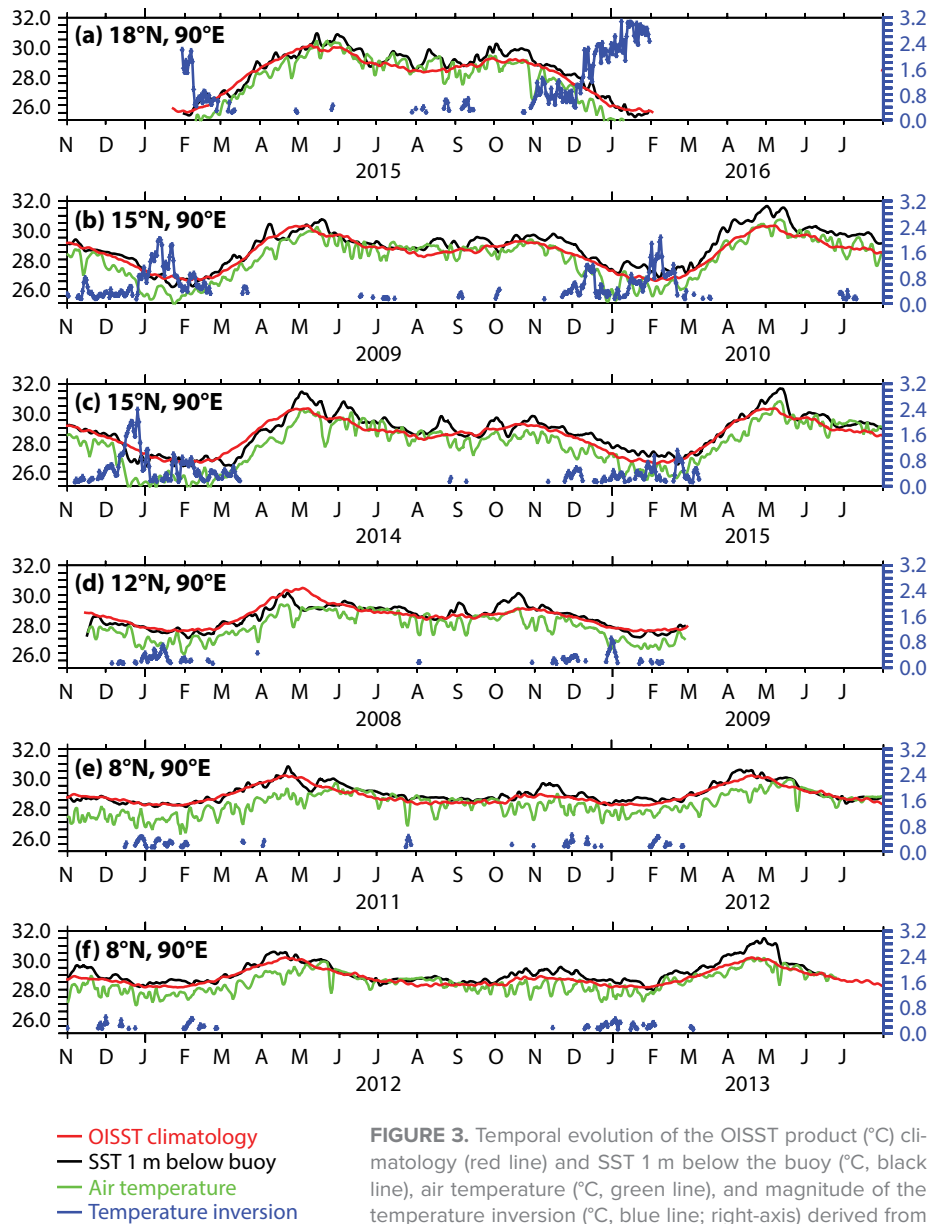 (a) 18°N, 90°E
30.0
28.0
26.0
3.2
2.4
1.6
0.8
0.0
N D J F M A M J J A S O N D J F M A M J J
2015 2016
(b) 15°N, 90°E
32.0
30.0
28.0
26.0
3.2
2.4
1.6
0.8
0.0
N D J F M A M J J A S O N D J F M A M J J
2009 2010
(c) 15°N, 90°E
32.0
30.0
28.0
26.0
3.2
2.4
1.6
0.8
0.0
N D J F M A M J J A S O N D J F M A M J J
2014 2015
(d) 12°N, 90°E
32.0
30.0
28.0
26.0
3.2
2.4
1.6
0.8
0.0
N D J F M A M J J A S O N D J F M A M J J
2008 2009
(e) 8°N, 90°E
32.0
30.0
28.0
26.0
3.2
2.4
1.6
0.8
0.0
N D J F M A M J J A S O N D J F M A M J J
2011 2012
(f) 8°N, 90°E
32.0
30.0
28.0
26.0
3.2
2.4
1.6
0.8
0.0
N D J F M A M J J A S O N D J F M A M J J
2012 2013
OISST climatology
SST 1 m below buoy
Air temperature
Temperature inversion
FIGURE 3. Temporal evolution of the OISST product (°C) cli-
matology (red line) and SST 1 m below the buoy (°C, black
line), air temperature (°C, green line), and magnitude of the
temperature inversion (°C, blue line; right-axis) derived from